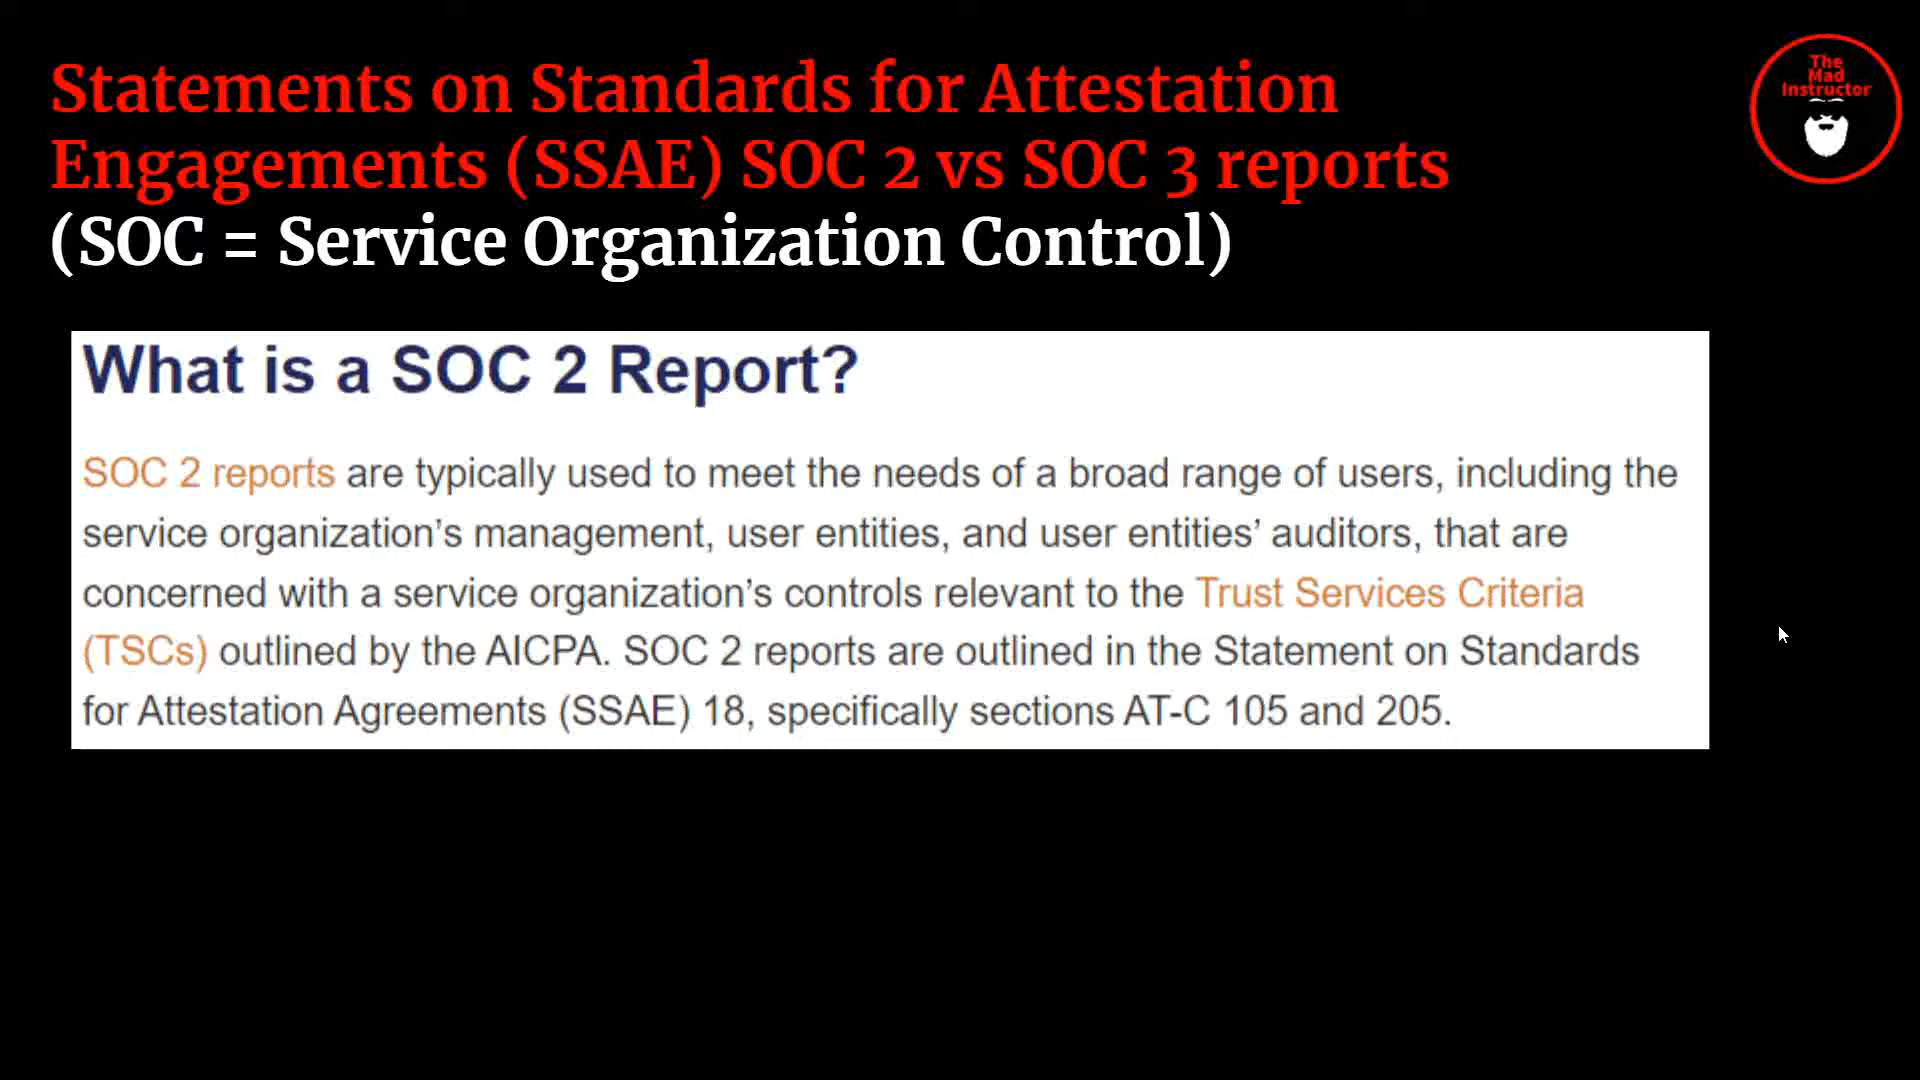 Statements on Standards for Attestation
Engagements (SSAE) SOC 2 vs SOC 3 reports
(SOC = Service Organization Control)
The
Mad
Instructor
What is a SOC 2 Report?
SOC 2 reports are typically used to meet the needs of a broad range of users, including the
service organization’s management, user entities, and user entities’ auditors, that are
concerned with a service organization’s controls relevant to the Trust Services Criteria
(TSCs) outlined by the AICPA. SOC 2 reports are outlined in the Statement on Standards
for Attestation Agreements (SSAE) 18, specifically sections AT-C 105 and 205.